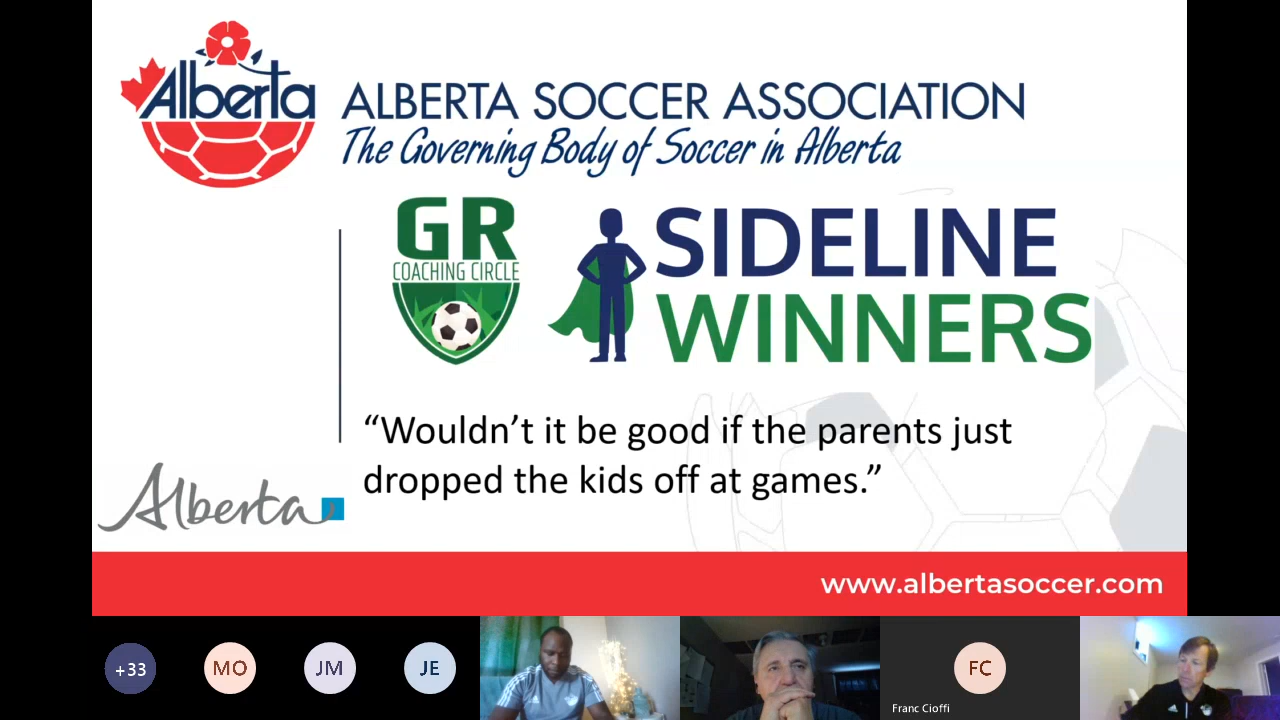 Alberta
ALBERTA SOCCER ASSOCIATION
The Governing Body of Soccer in Alberta
GR
COACHING CIRCLE
SIDELINE
WINNERS
“Wouldn’t it be good if the parents just
dropped the kids off at games.”
Alberta
www.albertasoccer.com
+33
MO
JM
JE
FC
Franc Cioffi